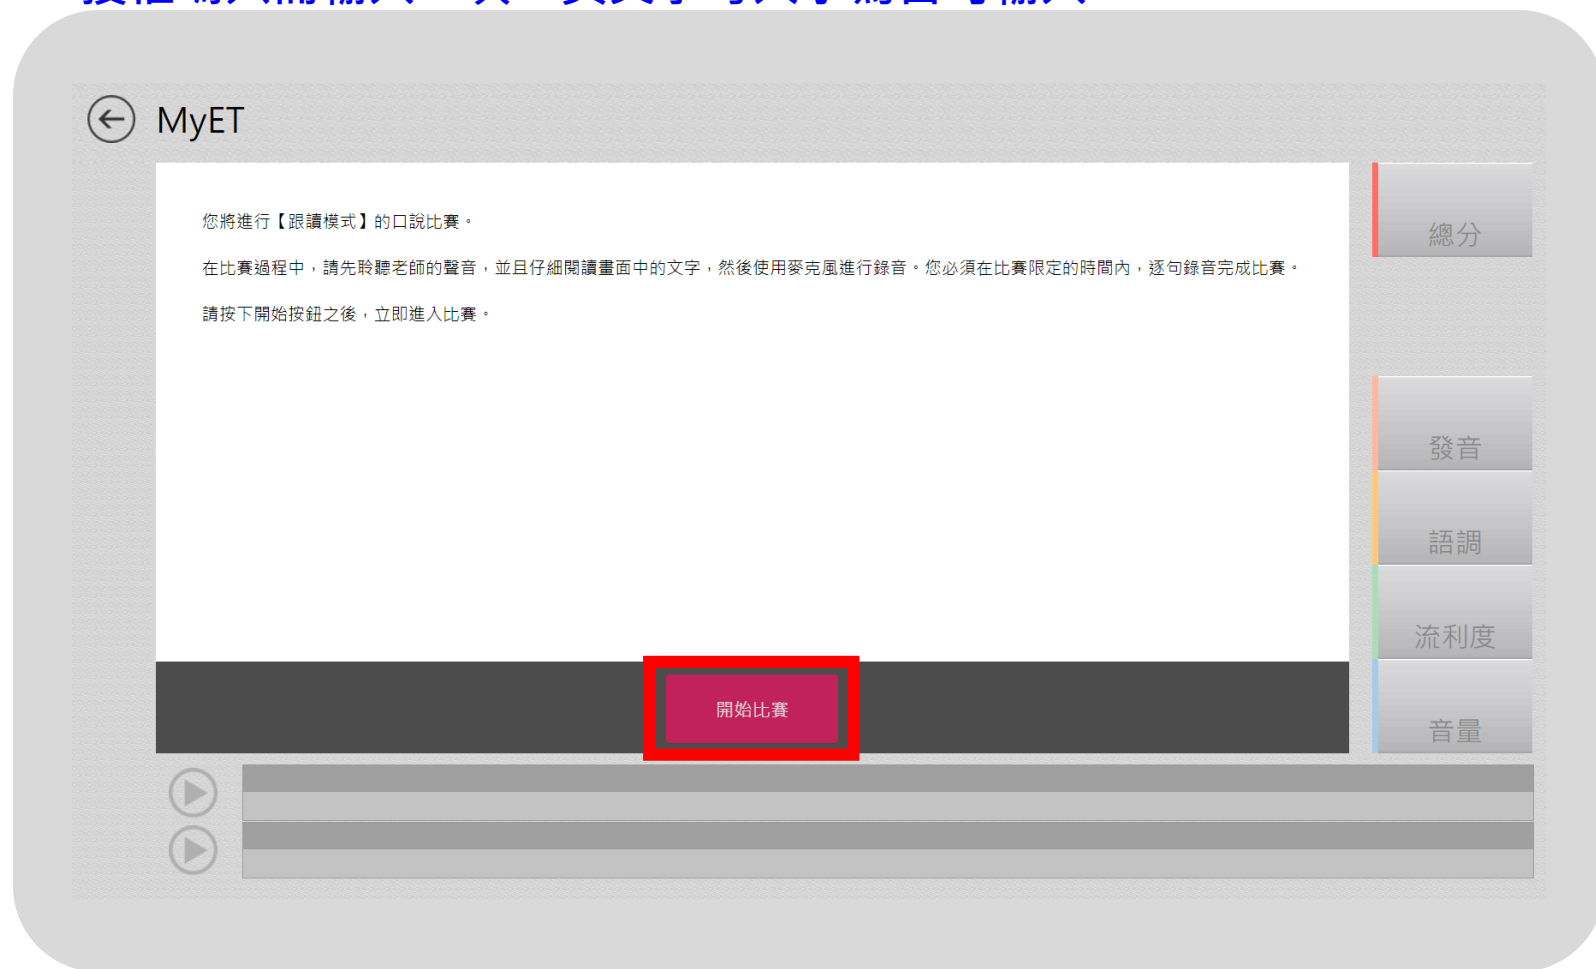 MyET
您將進行【跟讀模式】的口說比賽。
在比賽過程中，請先聆聽老師的聲音，並且仔細閱讀畫面中的文字，然後使用麥克風進行錄音。您必須在比賽限定的時間內，逐句錄音完成比賽。
請按下開始按鈕之後，立即進入比賽。
總分
發音
語調
流利度
音量
開始比賽